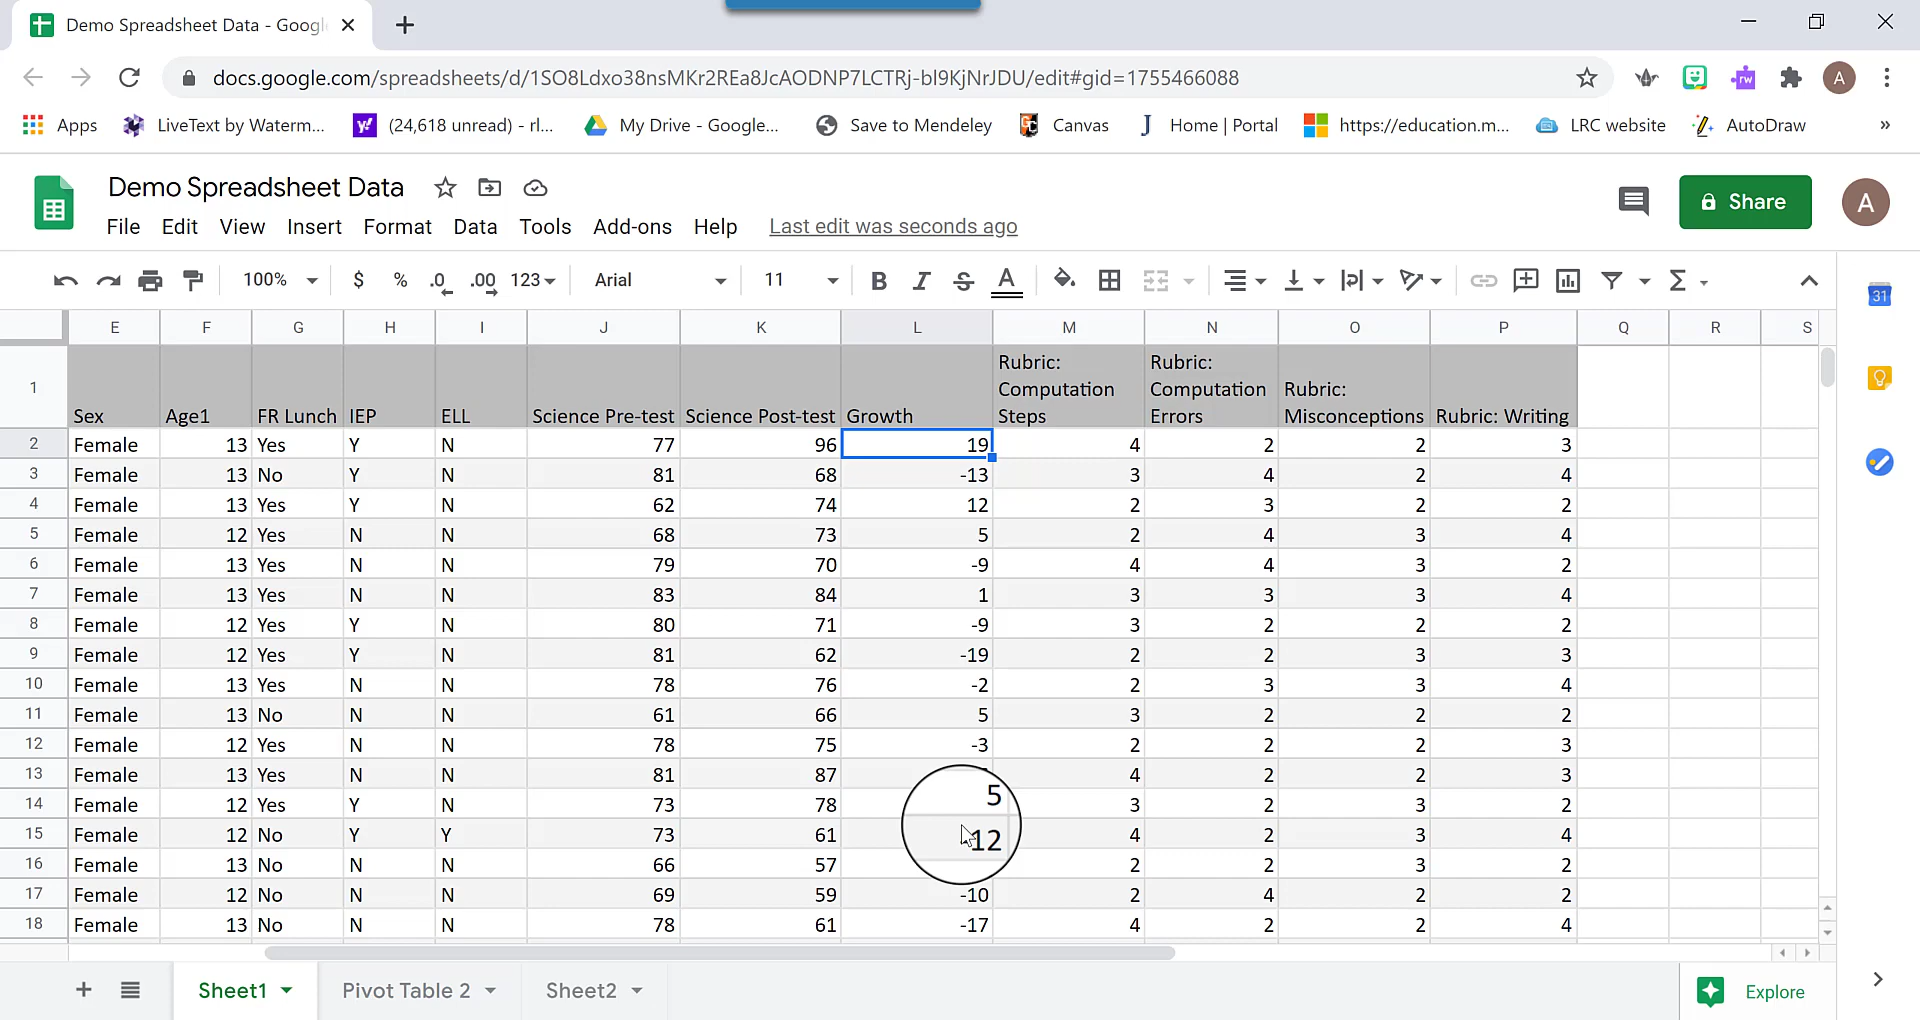 Demo Spreadsheet Data - Googl
docs.google.com/spreadsheets/d/1SO8Ldxo38nsMKr2REa8JcAODNP7LCTRj-bl9KjNrJDU/edit#gid=1755466088
A
Apps LiveText by Waterm... (24,618 unread) - rl... My Drive - Google... Save to Mendeley Canvas Home | Portal https://education.m... LRC website AutoDraw »
Demo Spreadsheet Data
Share A
File Edit View Insert Format Data Tools Add-ons Help Last edit was seconds ago
100% $ % .0 .00 123 Arial 11 B I S A Σ
31
E F G H I J K L M N O P Q R S
1 Sex Age1 FR Lunch IEP ELL Science Pre-test Science Post-test Growth Rubric: Computation Steps Rubric: Computation Errors Rubric: Misconceptions Rubric: Writing
2 Female 13 Yes Y N 77 96 19 4 2 2 3
3 Female 13 No Y N 81 68 -13 3 4 2 4
4 Female 13 Yes Y N 62 74 12 2 3 2 2
5 Female 12 Yes N N 68 73 5 2 4 3 4
6 Female 13 Yes N N 79 70 -9 4 4 3 2
7 Female 13 Yes N N 83 84 1 3 3 3 4
8 Female 12 Yes Y N 80 71 -9 3 2 2 2
9 Female 12 Yes Y N 81 62 -19 2 2 3 3
10 Female 13 Yes N N 78 76 -2 2 3 3 4
11 Female 13 No N N 61 66 5 3 2 2 2
12 Female 12 Yes N N 78 75 -3 2 2 2 3
13 Female 13 Yes N N 81 87 4 2 2 3
14 Female 12 Yes Y N 73 78 5 3 2 3 2
15 Female 12 No Y Y 73 61 12 4 2 3 4
16 Female 13 No N N 66 57 2 2 3 2
17 Female 12 No N N 69 59 -10 2 4 2 2
18 Female 13 No N N 78 61 -17 4 2 2 4
Sheet1 Pivot Table 2 Sheet2 Explore